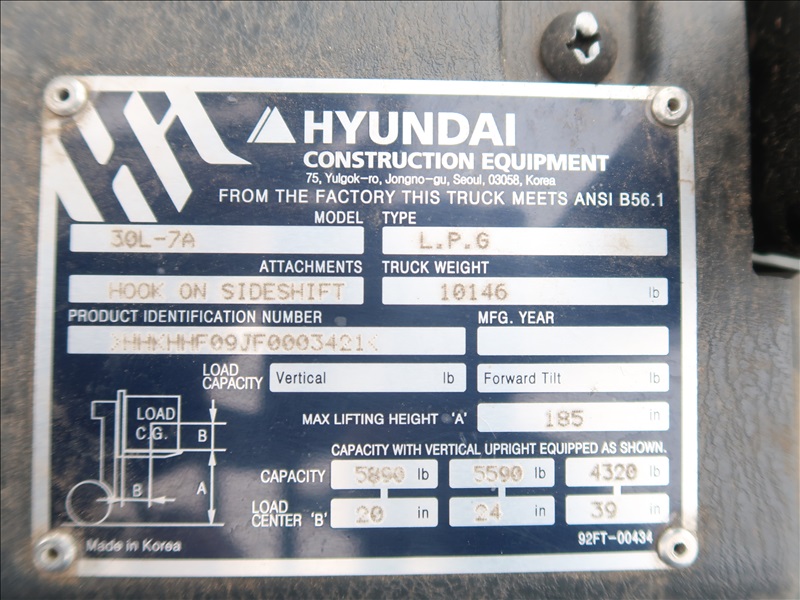 HYUNDAI
CONSTRUCTION EQUIPMENT
75, Yulgok-ro, Jongno-gu, Seoul, 03058, Korea
FROM THE FACTORY THIS TRUCK MEETS ANSI B56.1
MODEL TYPE
30L-7A L.P.G
ATTACHMENTS TRUCK WEIGHT
HOOK ON SIDESHIFT 10146 lb
PRODUCT IDENTIFICATION NUMBER MFG. YEAR
>HHKHHF09JF0003421<
LOAD CAPACITY Vertical lb Forward Tilt lb
MAX LIFTING HEIGHT 'A' 185 in
LOAD
C.G.
B
B
A
CAPACITY WITH VERTICAL UPRIGHT EQUIPPED AS SHOWN.
CAPACITY 5890 lb 5590 lb 4320 lb
LOAD CENTER 'B' 20 in 24 in 39 in
Made in Korea 92FT-00434